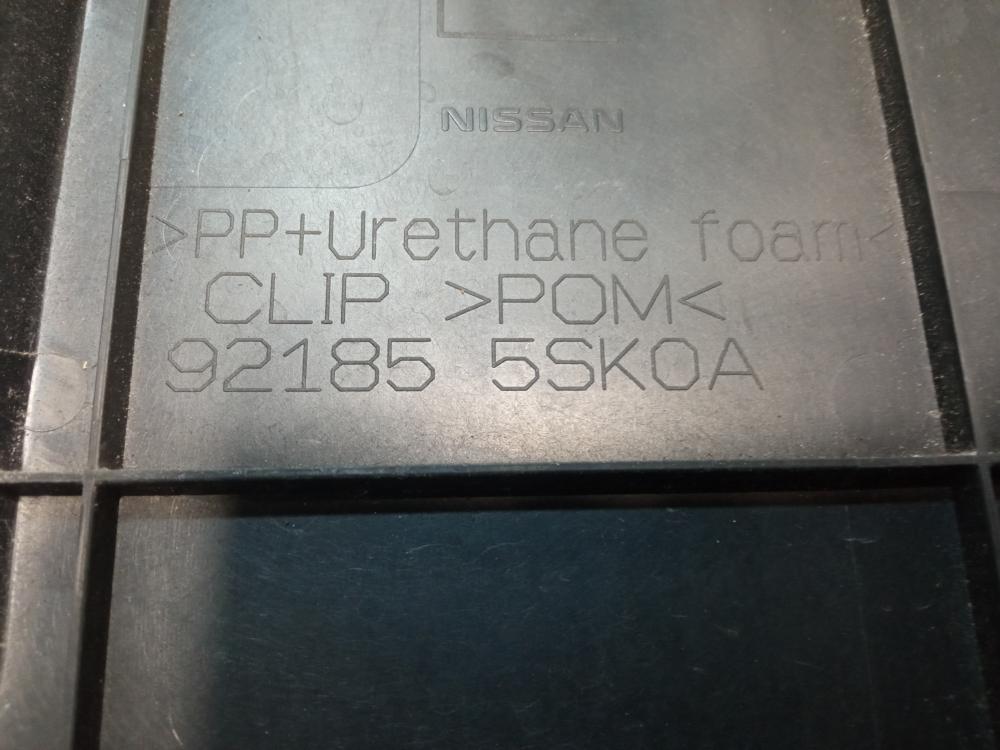 NISSAN
>PP+Urethane foam<
CLIP >POM<
92185 5SK0A